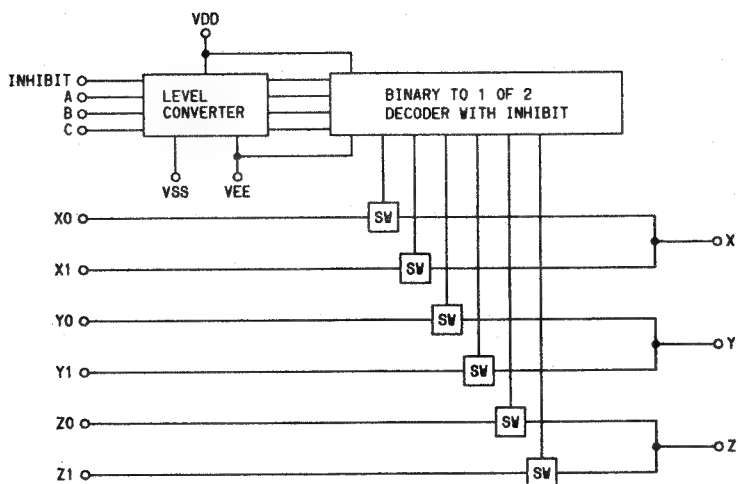 VDD
INHIBIT
A
B
C
LEVEL
CONVERTER
BINARY TO 1 OF 2
DECODER WITH INHIBIT
VSS
VEE
X0
SW
X
X1
SW
Y0
SW
Y
Y1
SW
Z0
SW
Z
Z1
SW